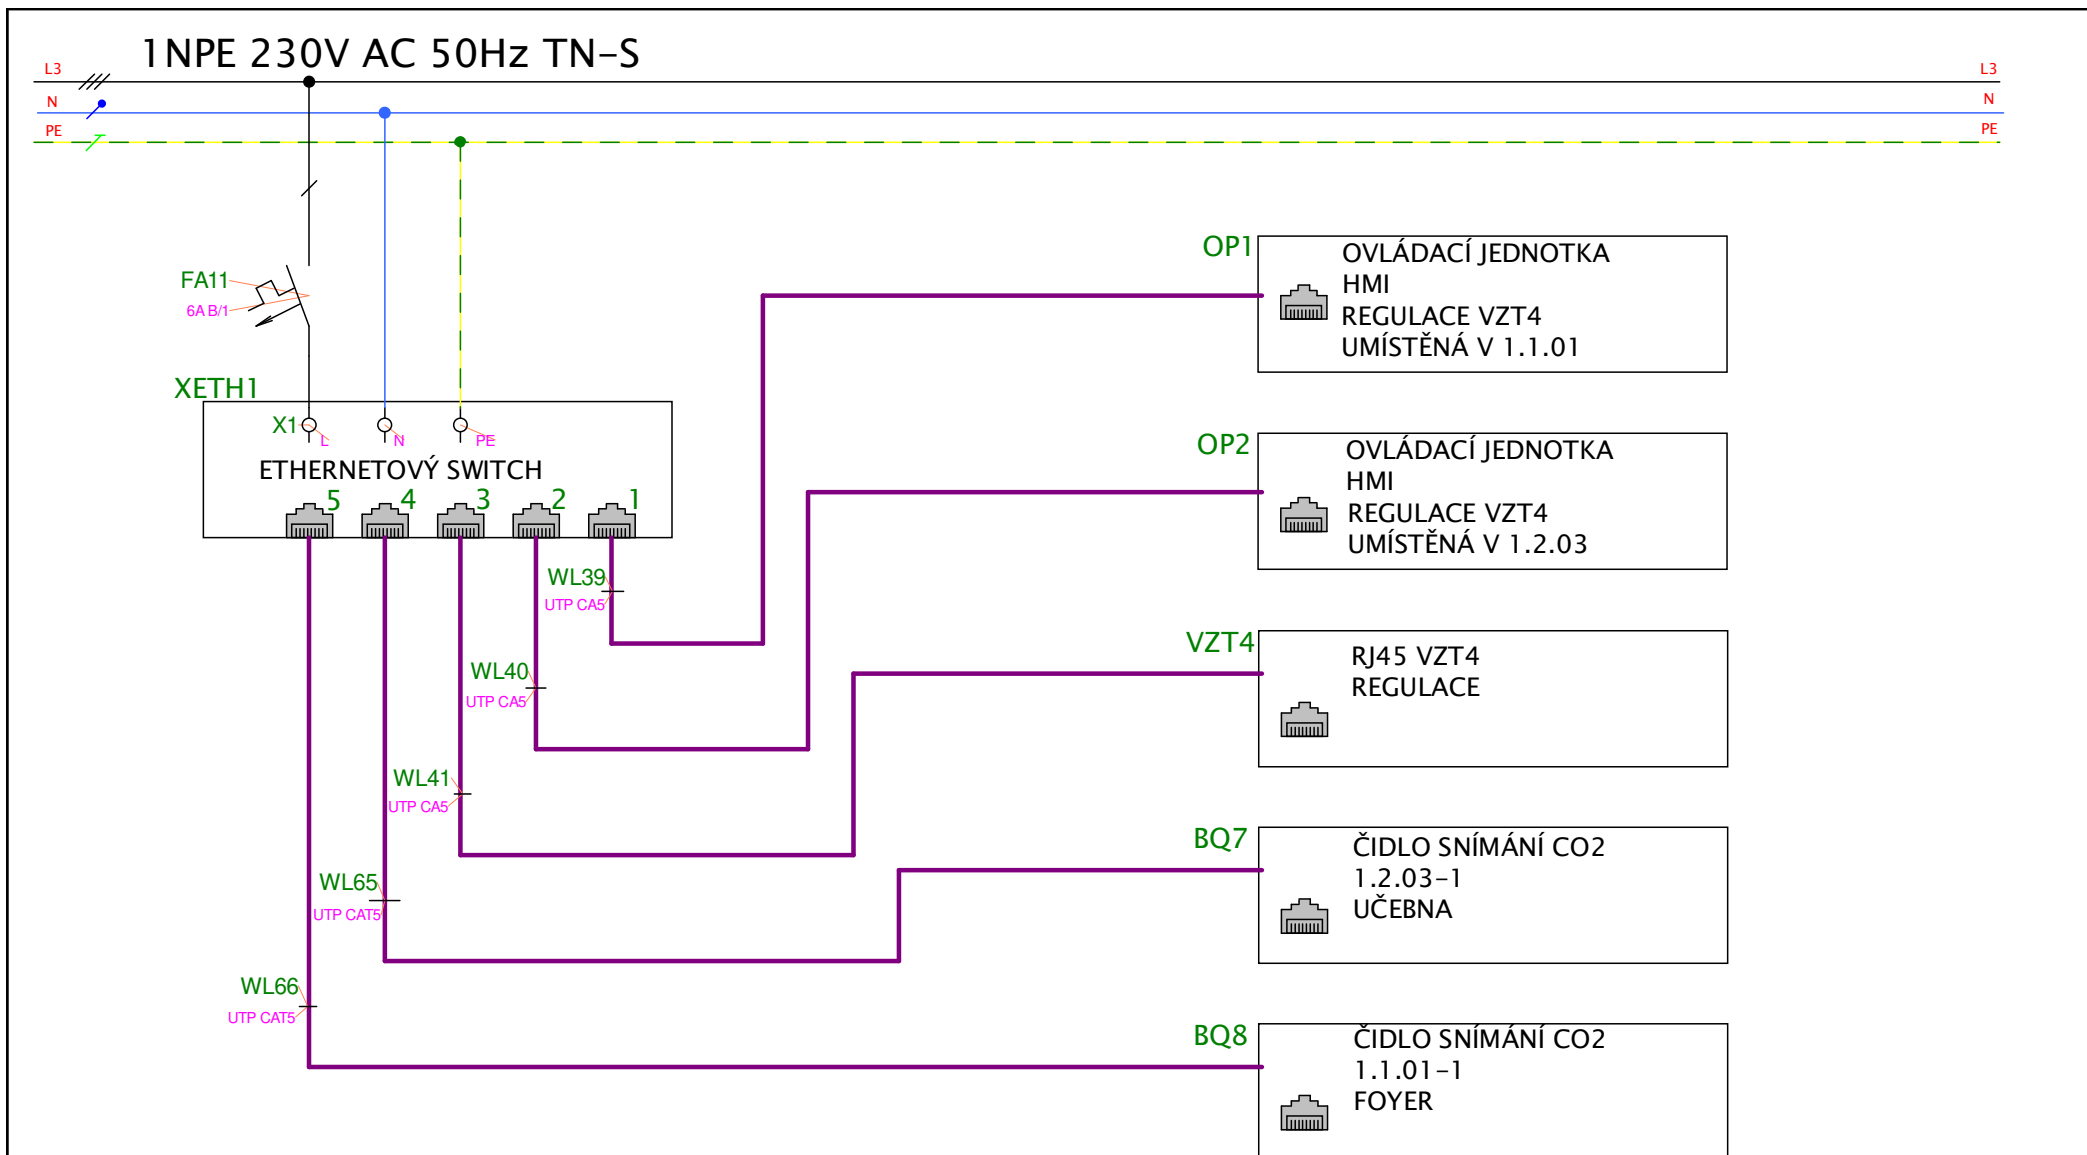 1NPE 230V AC 50Hz TN-S
L3
L3
N
N
PE
PE
FA11
6A B/1
XETH1
X1
L
N
PE
ETHERNETOVÝ SWITCH
5
4
3
2
1
WL39
UTP CA5
WL40
UTP CA5
WL41
UTP CA5
WL65
UTP CAT5
WL66
UTP CAT5
OP1
OVLÁDACÍ JEDNOTKA
HMI
REGULACE VZT4
UMÍSTĚNÁ V 1.1.01
OP2
OVLÁDACÍ JEDNOTKA
HMI
REGULACE VZT4
UMÍSTĚNÁ V 1.2.03
VZT4
RJ45 VZT4
REGULACE
BQ7
ČIDLO SNÍMÁNÍ CO2
1.2.03-1
UČEBNA
BQ8
ČIDLO SNÍMÁNÍ CO2
1.1.01-1
FOYER